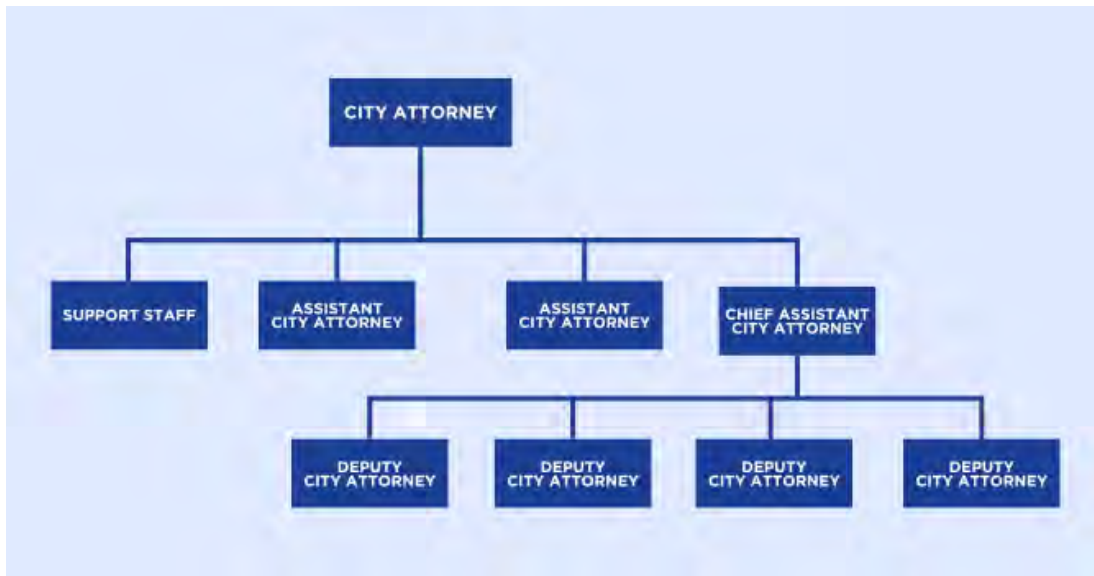 CITY ATTORNEY
SUPPORT STAFF
ASSISTANT
CITY ATTORNEY
ASSISTANT
CITY ATTORNEY
CHIEF ASSISTANT
CITY ATTORNEY
DEPUTY
CITY ATTORNEY
DEPUTY
CITY ATTORNEY
DEPUTY
CITY ATTORNEY
DEPUTY
CITY ATTORNEY